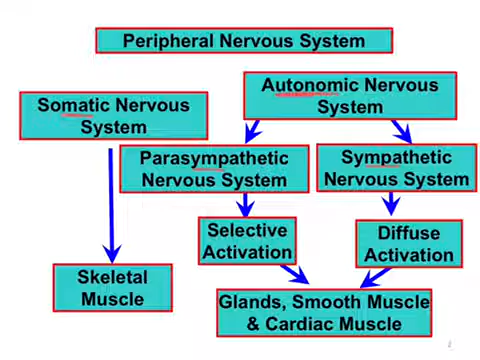 Peripheral Nervous System
Autonomic Nervous
System
Somatic Nervous
System
Parasympathetic
Nervous System
Sympathetic
Nervous System
Selective
Activation
Diffuse
Activation
Skeletal
Muscle
Glands, Smooth Muscle
& Cardiac Muscle